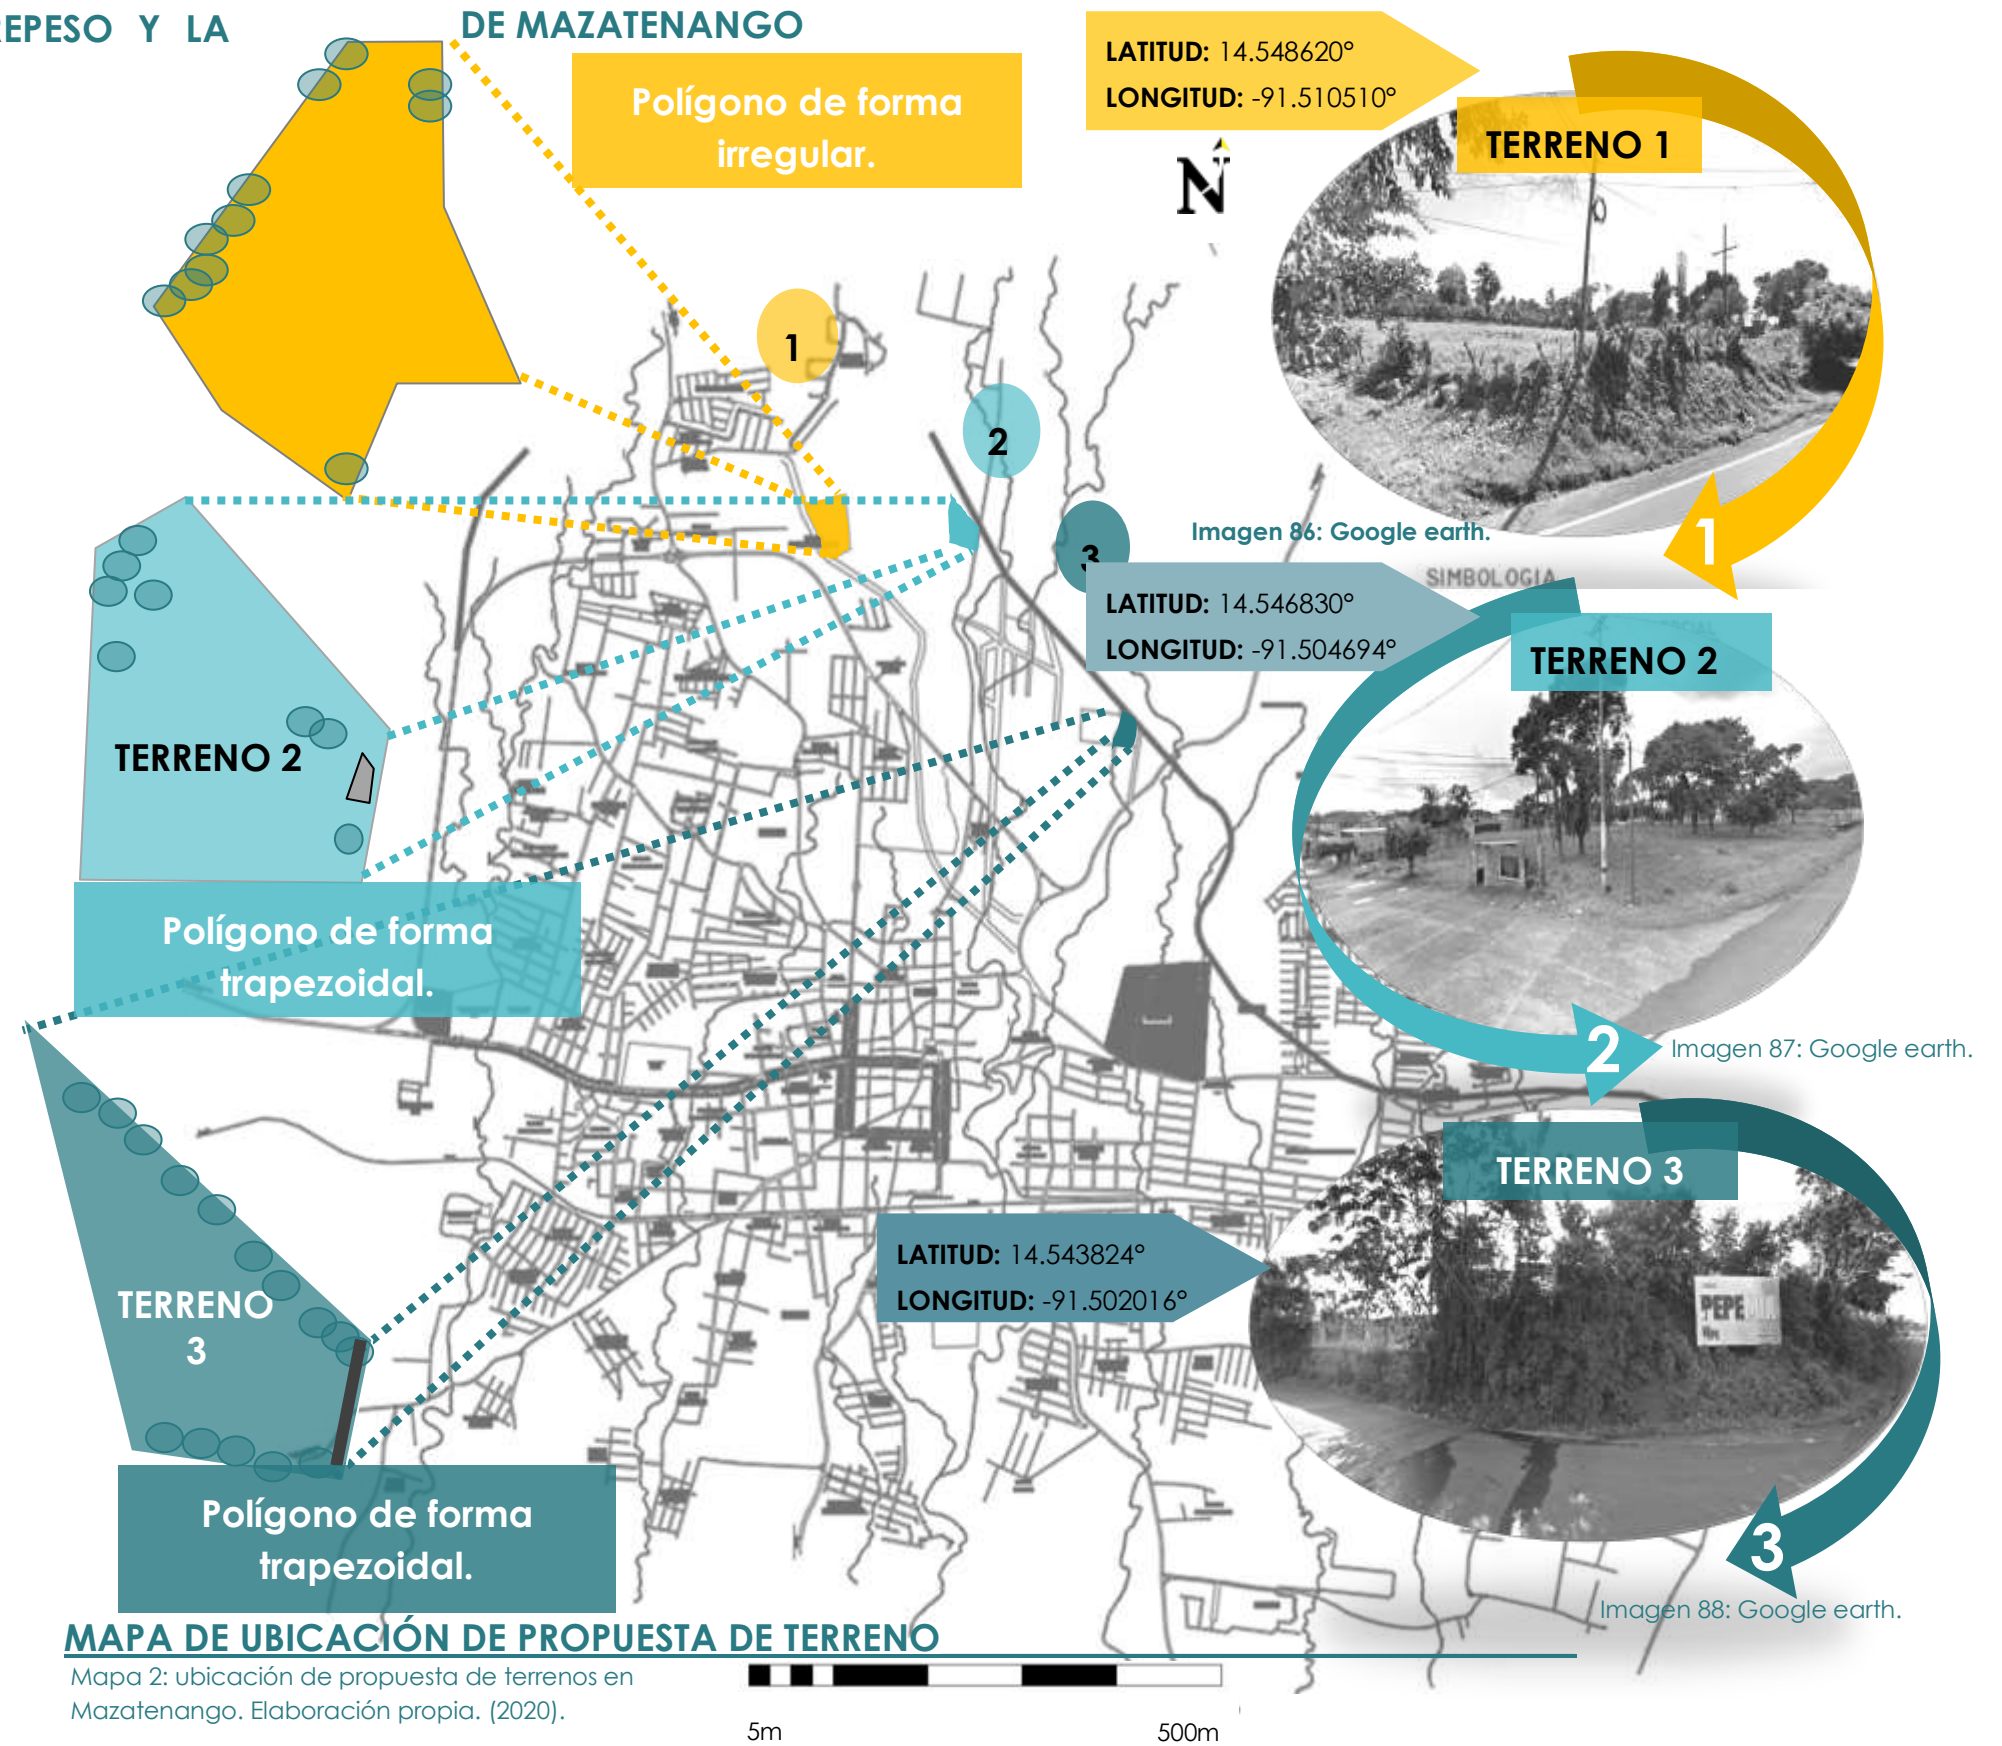 Y LA
DE MAZATENANGO
Polígono de forma
irregular.
LATITUD: 14.548620°
LONGITUD: -91.510510°
TERRENO 1
N
1
2
3
Imagen 86: Google earth.
1
SIMBOLOGIA
LATITUD: 14.546830°
LONGITUD: -91.504694°
TERRENO 2
TERRENO 2
Polígono de forma
trapezoidal.
2
Imagen 87: Google earth.
TERRENO 3
LATITUD: 14.543824°
LONGITUD: -91.502016°
PEPE
TERRENO
3
Polígono de forma
trapezoidal.
3
Imagen 88: Google earth.
MAPA DE UBICACIÓN DE PROPUESTA DE TERRENO
Mapa 2: ubicación de propuesta de terrenos en
Mazatenango. Elaboración propia. (2020).
5m
500m